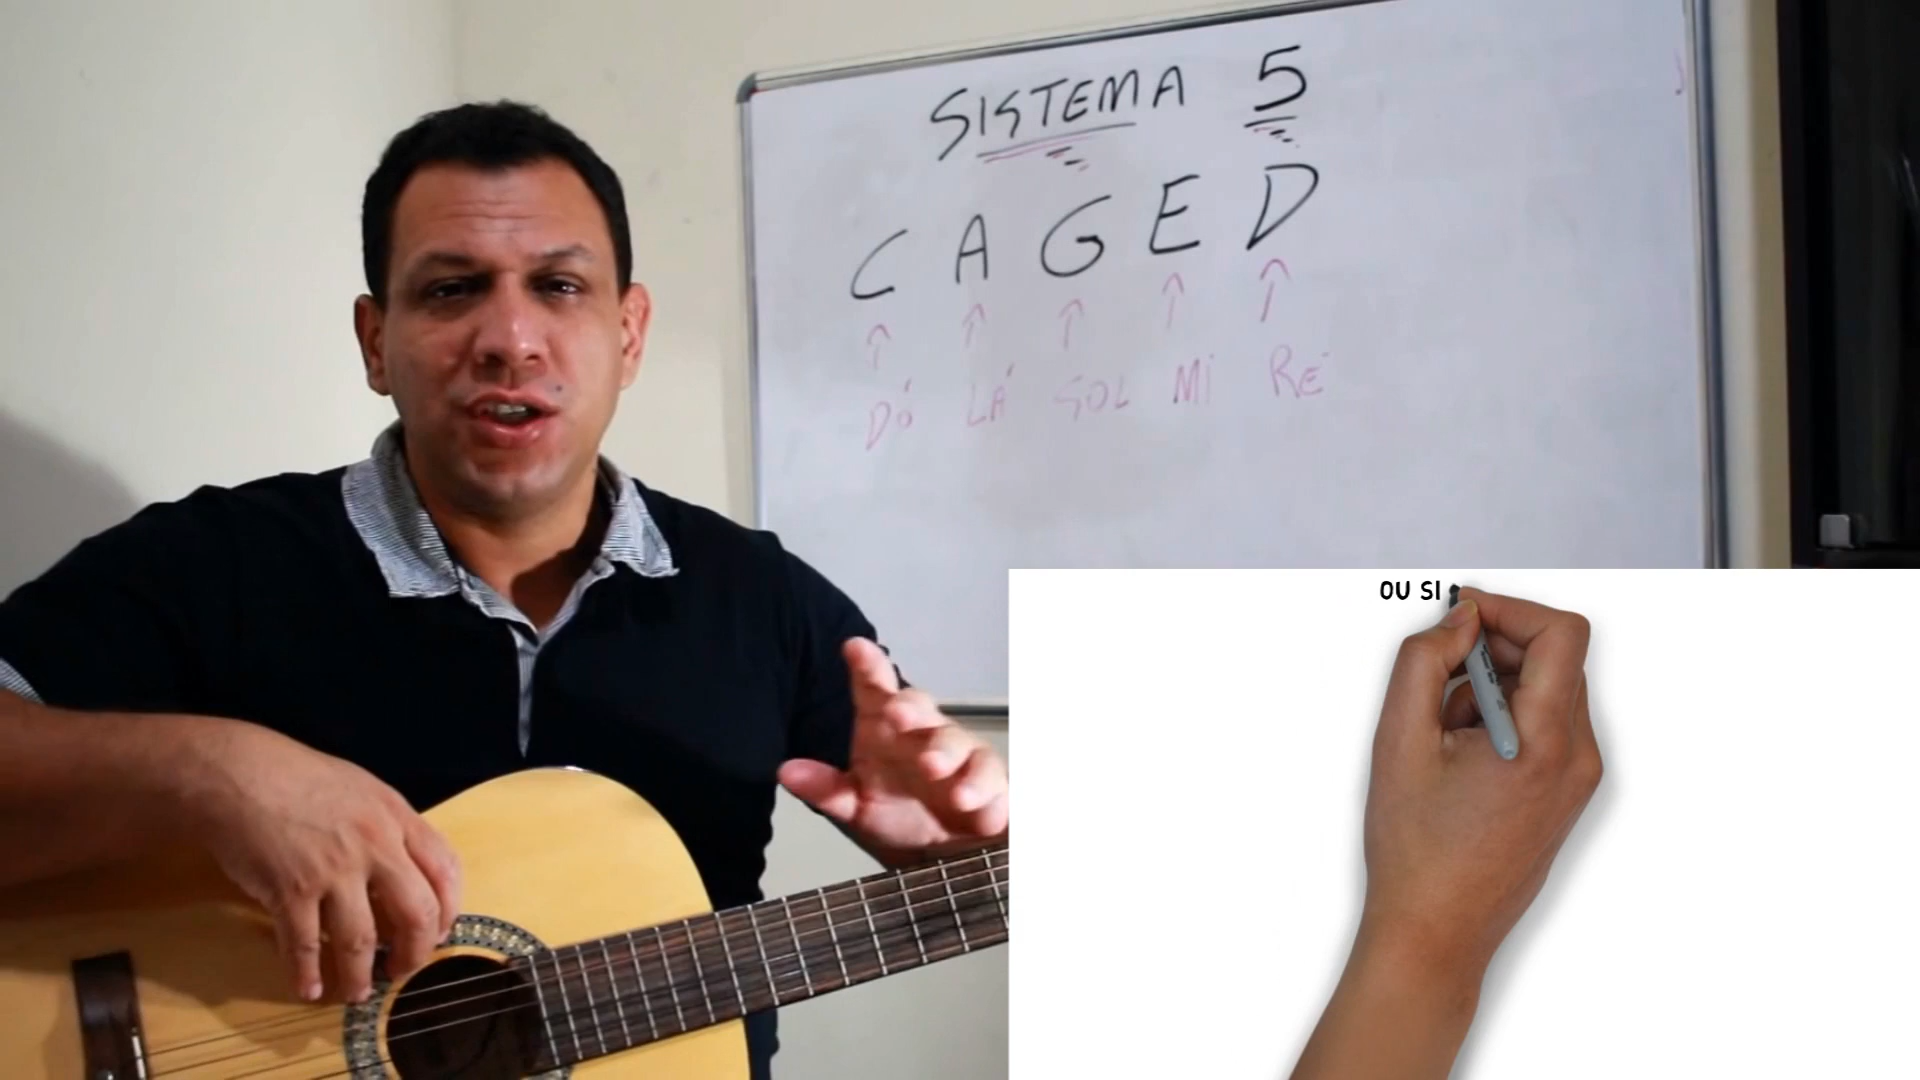 SISTEMA 5
C A G E D
↑ ↑ ↑ ↑ ↑
DÓ LÁ SOL MI RÉ
OU SI